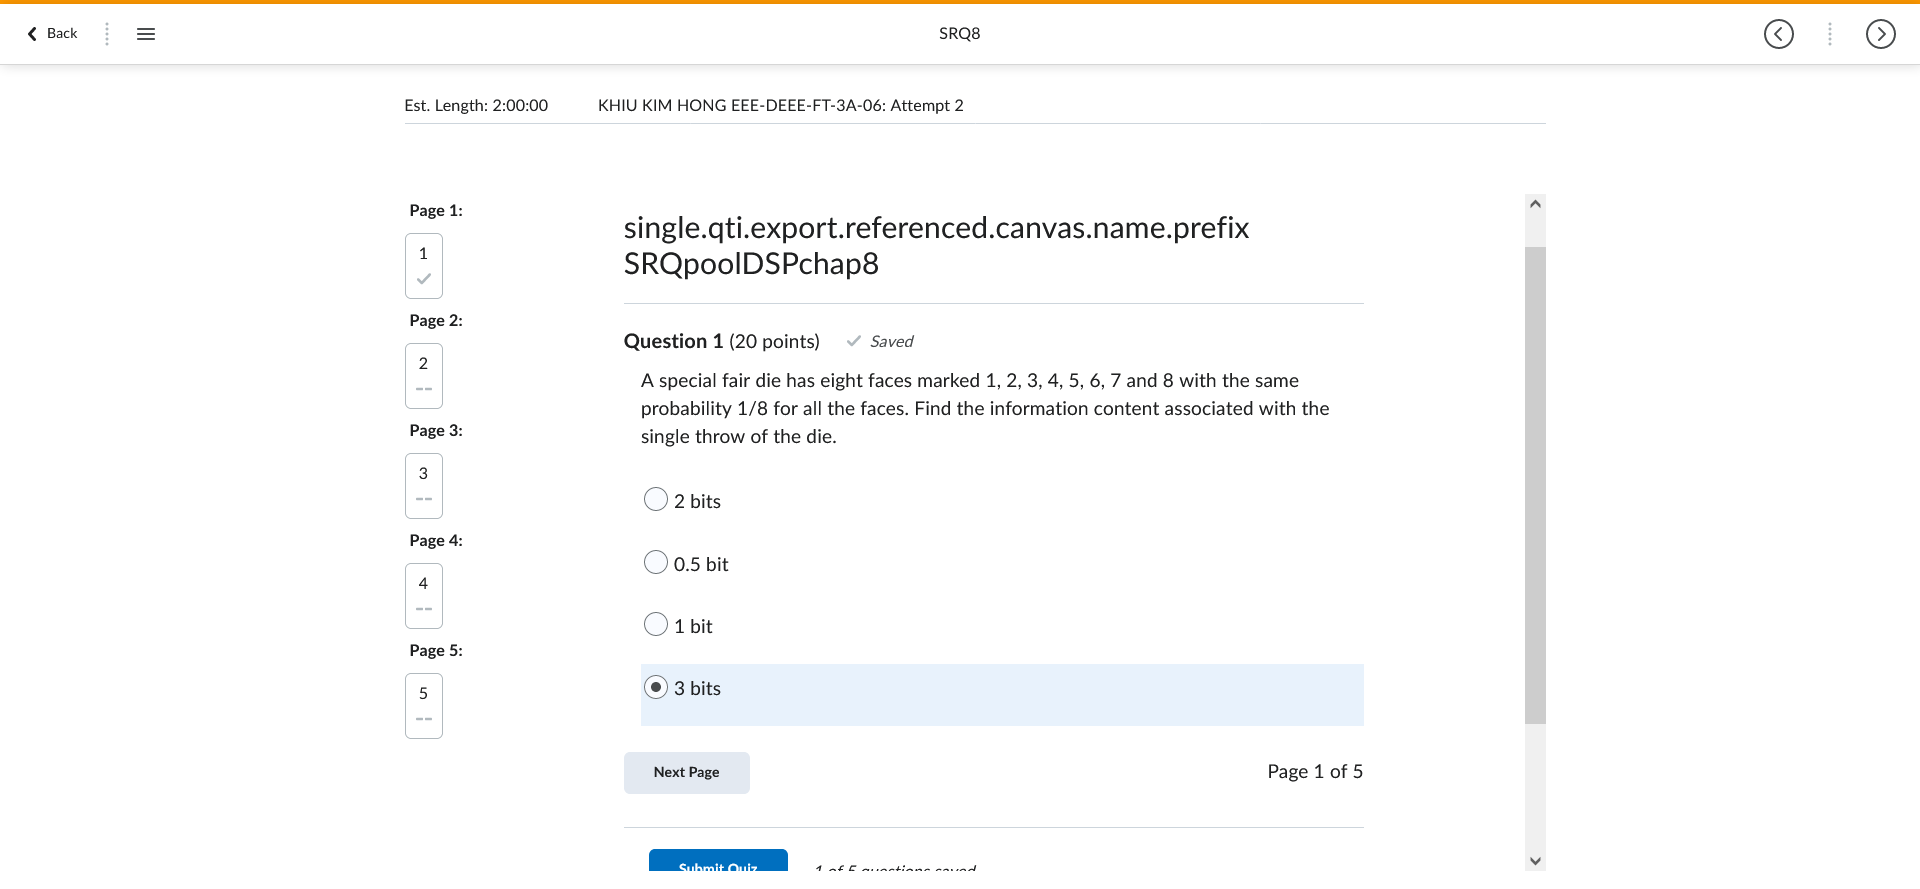 Back
SRQ8
Est. Length: 2:00:00 KHIU KIM HONG EEE-DEEE-FT-3A-06: Attempt 2
Page 1:
1
Page 2:
2
--
Page 3:
3
--
Page 4:
4
--
Page 5:
5
--
single.qti.export.referenced.canvas.name.prefix
SRQpoolDSPchap8
Question 1 (20 points) Saved
A special fair die has eight faces marked 1, 2, 3, 4, 5, 6, 7 and 8 with the same
probability 1/8 for all the faces. Find the information content associated with the
single throw of the die.
2 bits
0.5 bit
1 bit
3 bits
Next Page
Page 1 of 5
Submit Quiz 1 of 5 questions saved